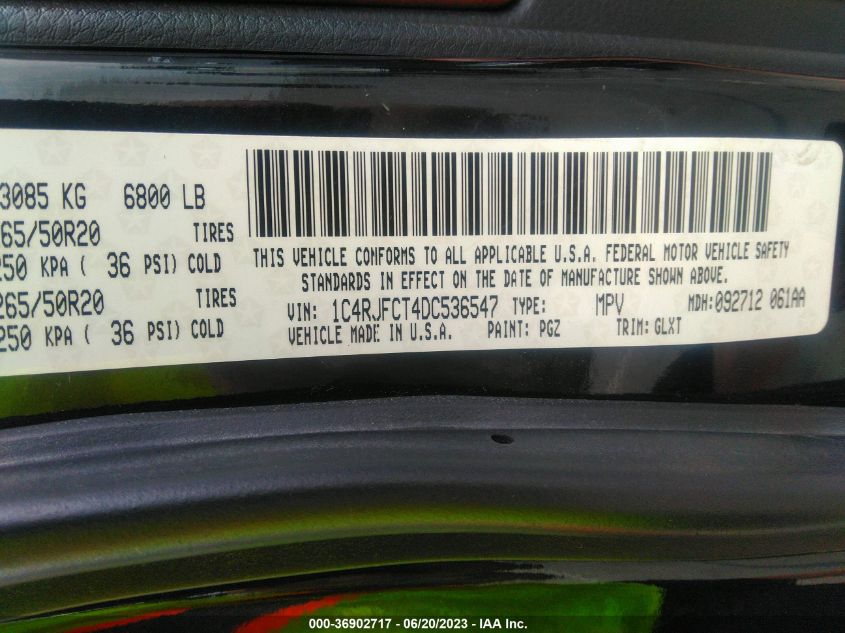 3085 KG 6800 LB
65/50R20 TIRES
250 KPA ( 36 PSI) COLD
265/50R20 TIRES
250 KPA ( 36 PSI) COLD
THIS VEHICLE CONFORMS TO ALL APPLICABLE U.S.A. FEDERAL MOTOR VEHICLE SAFETY
STANDARDS IN EFFECT ON THE DATE OF MANUFACTURE SHOWN ABOVE.
VIN: 1C4RJFCT4DC536547 TYPE: MPV MDH:092712 061AA
VEHICLE MADE IN U.S.A. PAINT: PGZ TRIM: GLXT
000-36902717 - 06/20/2023 - IAA Inc.